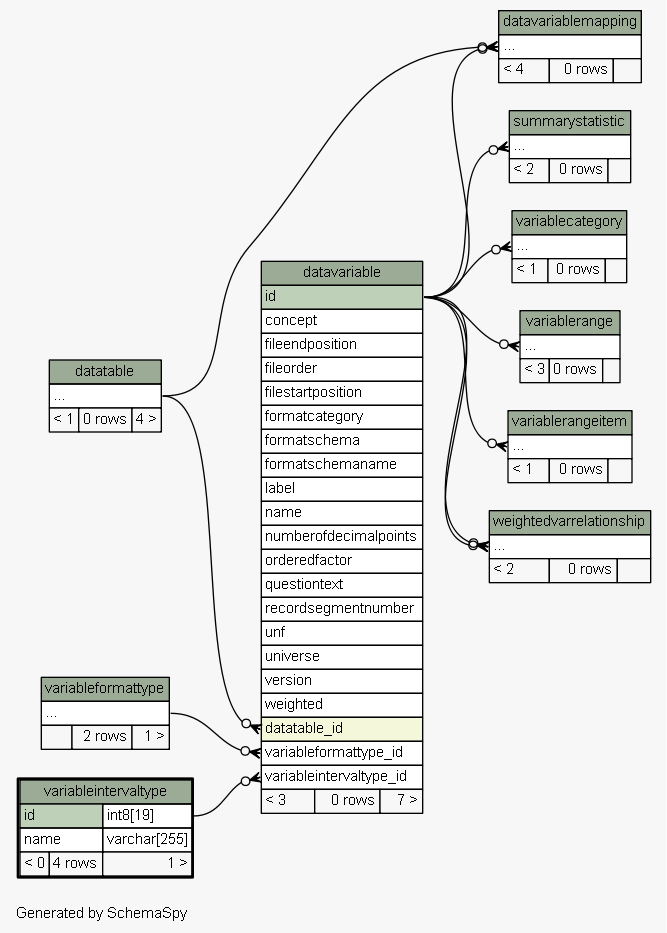 datavariablemapping
...
< 4 0 rows
summarystatistic
...
< 2 0 rows
variablecategory
...
< 1 0 rows
variablerange
...
< 3 0 rows
variablerangeitem
...
< 1 0 rows
weightedvarrelationship
...
< 2 0 rows
datavariable
id
concept
fileendposition
fileorder
filestartposition
formatcategory
formatschema
formatschemaname
label
name
numberofdecimalpoints
orderedfactor
questiontext
recordsegmentnumber
unf
universe
version
weighted
datatable_id
variableformattype_id
variableintervaltype_id
< 3 0 rows 7 >
datatable
...
< 1 0 rows 4 >
variableformattype
...
2 rows 1 >
variableintervaltype
id int8[19]
name varchar[255]
< 0 4 rows 1 >
Generated by SchemaSpy